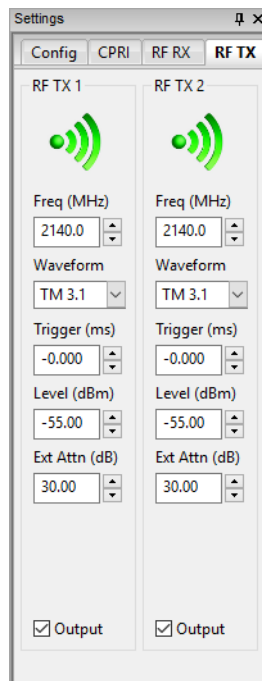 Settings
Config CPRI RF RX RF TX
RF TX 1 RF TX 2
Freq (MHz) Freq (MHz)
2140.0 2140.0
Waveform Waveform
TM 3.1 TM 3.1
Trigger (ms) Trigger (ms)
-0.000 -0.000
Level (dBm) Level (dBm)
-55.00 -55.00
Ext Attn (dB) Ext Attn (dB)
30.00 30.00
Output Output